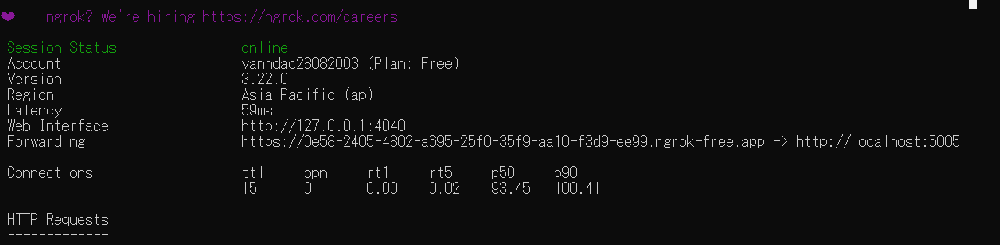 ❤ ngrok? We're hiring https://ngrok.com/careers
Session Status online
Account vanhdao28082003 (Plan: Free)
Version 3.22.0
Region Asia Pacific (ap)
Latency 59ms
Web Interface http://127.0.0.1:4040
Forwarding https://0e58-2405-4802-a695-25f0-35f9-aa10-f3d9-ee99.ngrok-free.app -> http://localhost:5005
Connections ttl opn rt1 rt5 p50 p90
15 0 0.00 0.02 93.45 100.41
HTTP Requests
-------------